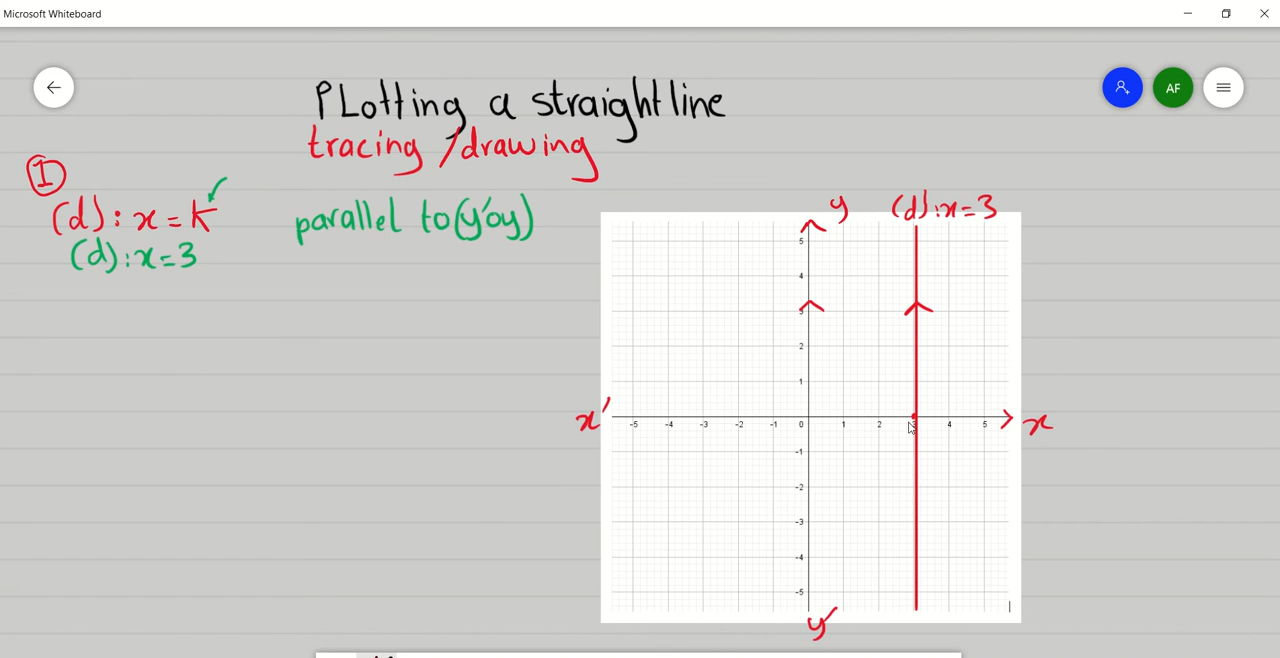 Microsoft Whiteboard
AF
PLotting a straight line
tracing / drawing
I
(d) : x = K
parallel to (y'oy)
(d) : x = 3
y
(d) : x = 3
5
4
3
2
1
x'
-5 -4 -3 -2 -1 0 1 2 3 4 5
x
-1
-2
-3
-4
-5
y'